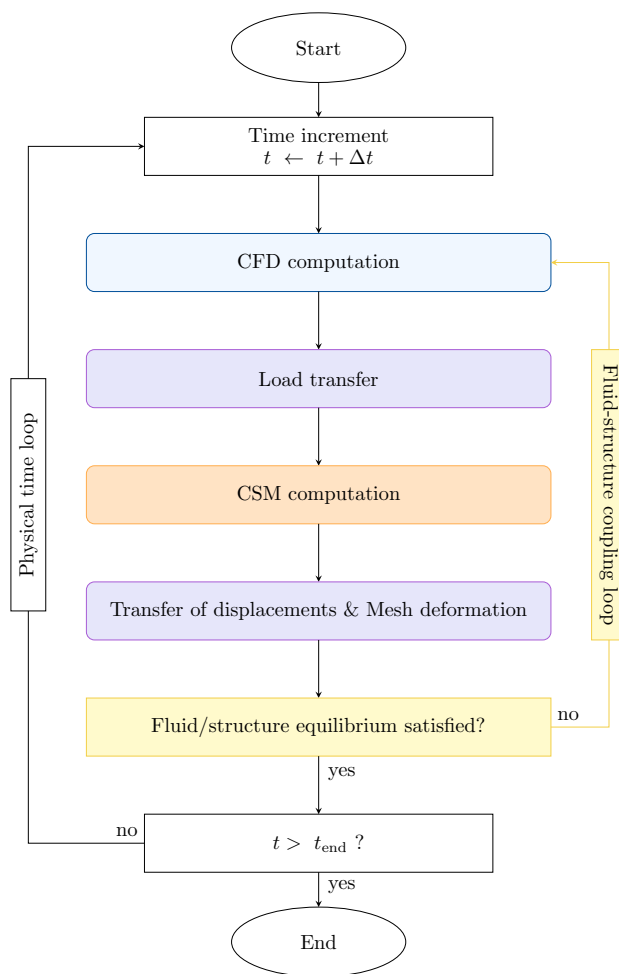 Start
Time increment
t ← t + Δt
CFD computation
Load transfer
CSM computation
Transfer of displacements & Mesh deformation
Fluid/structure equilibrium satisfied?
no
yes
t > t_end ?
no
yes
End
Physical time loop
Fluid-structure
coupling loop